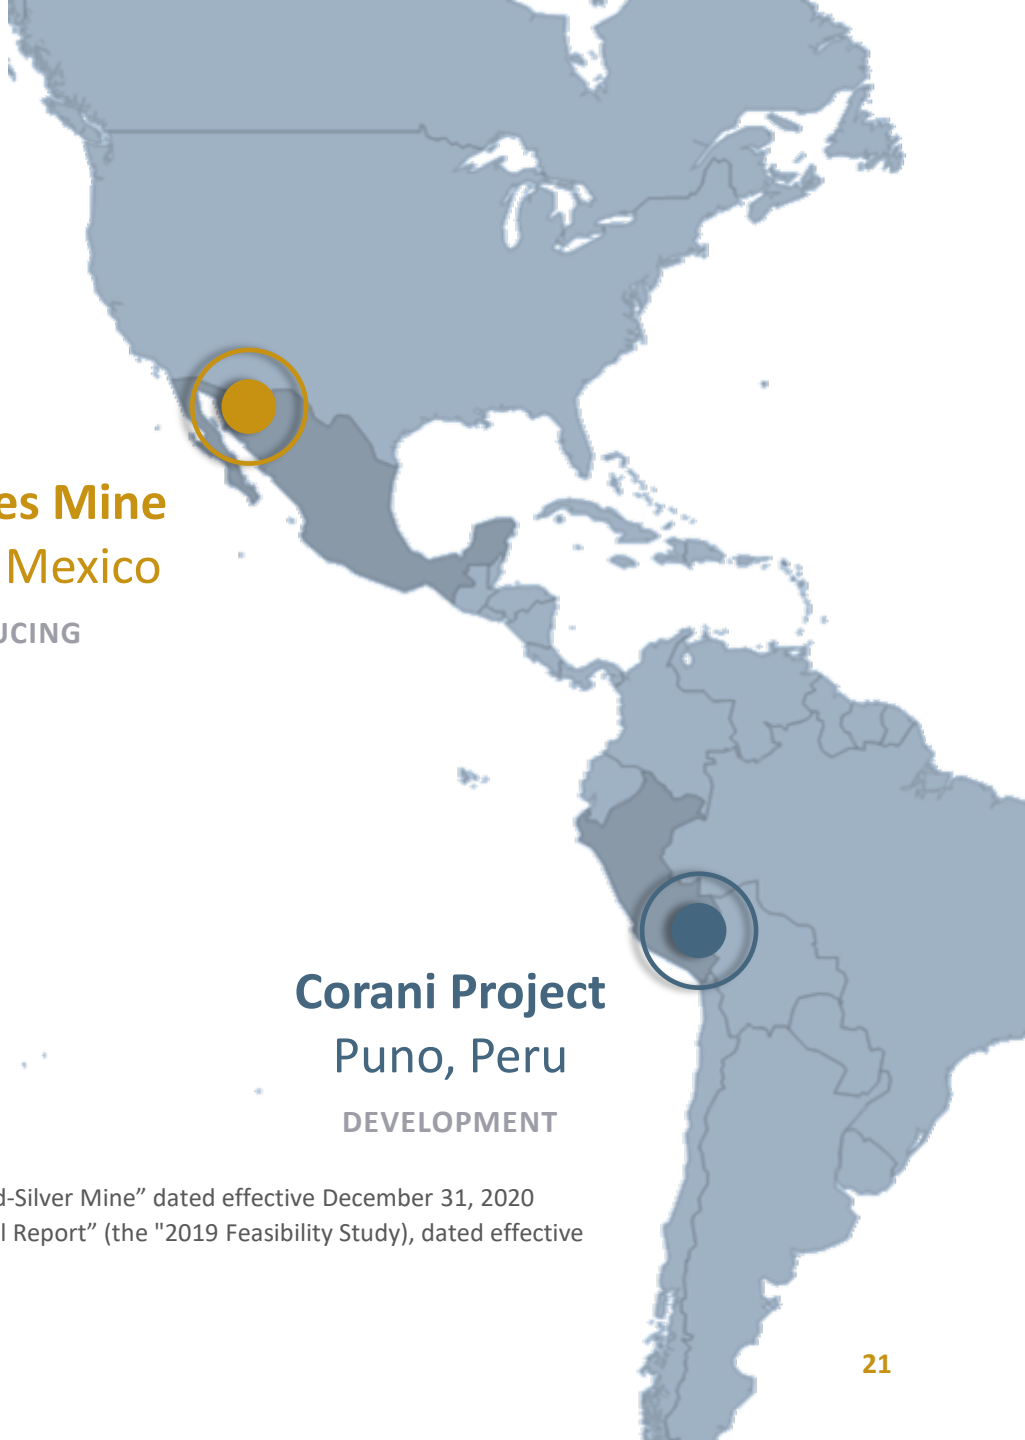 es Mine
Mexico
UCING
Corani Project
Puno, Peru
DEVELOPMENT
d-Silver Mine” dated effective December 31, 2020
l Report” (the "2019 Feasibility Study), dated effective
21